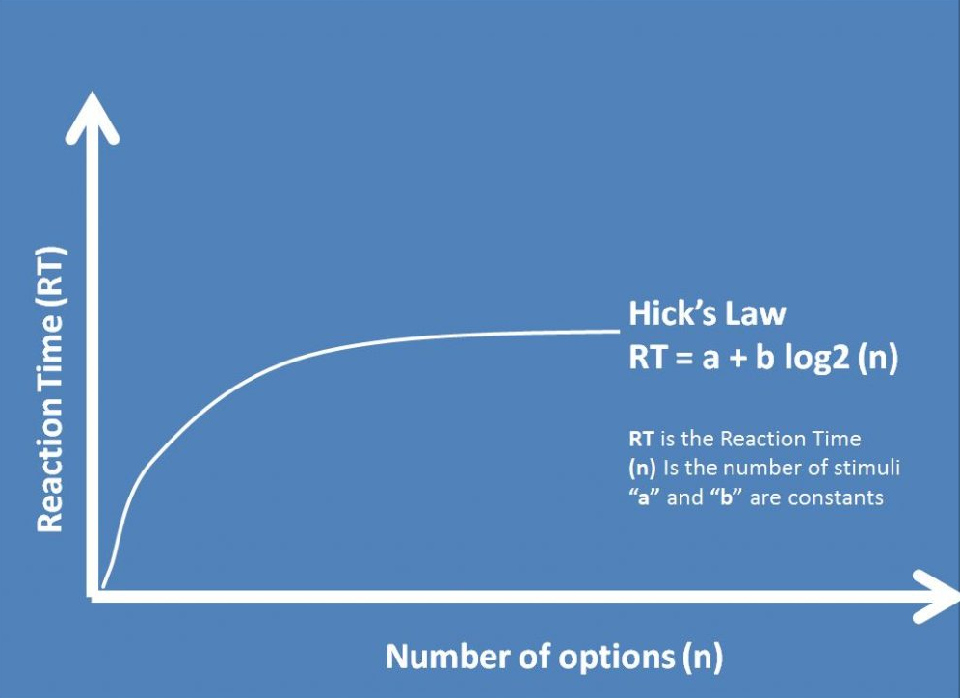 Reaction Time (RT)
Hick's Law
RT = a + b log2 (n)
RT is the Reaction Time
(n) Is the number of stimuli
“a” and “b” are constants
Number of options (n)